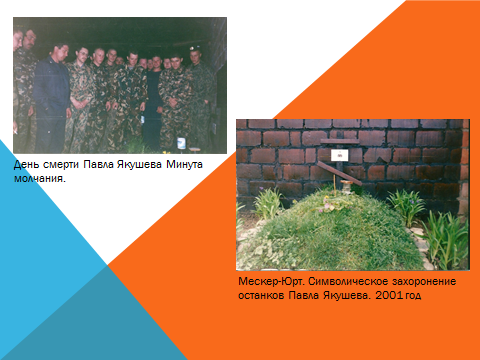 День смерти Павла Якушева Минута
молчания.
Мескер-Юрт. Символическое захоронение
останков Павла Якушева. 2001 год